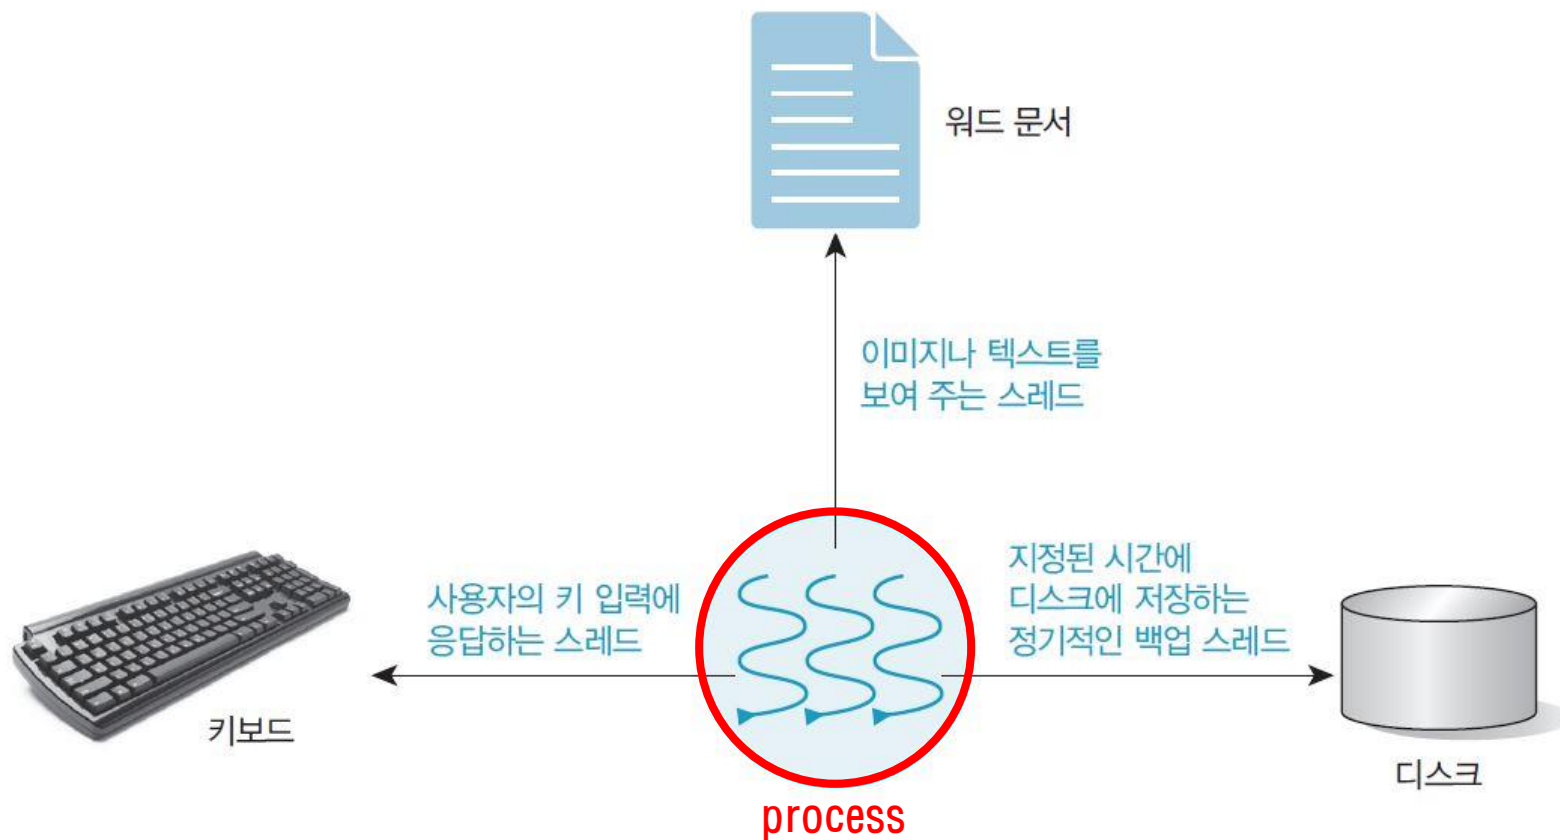 워드 문서
이미지나 텍스트를
보여 주는 스레드
사용자의 키 입력에
응답하는 스레드
지정된 시간에
디스크에 저장하는
정기적인 백업 스레드
키보드
디스크
process